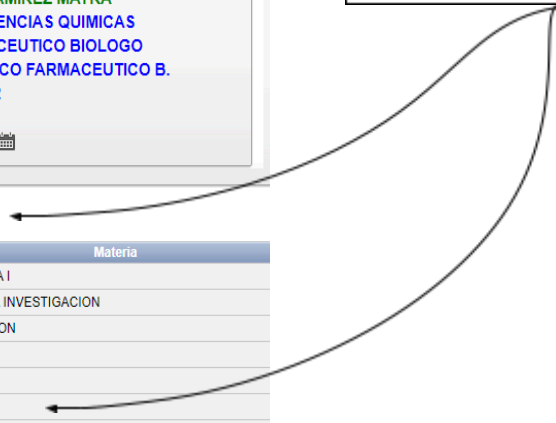 ENCIAS QUIMICAS
CEUTICO BIOLOGO
CO FARMACEUTICO B.
Materia
A I
INVESTIGACION
ON